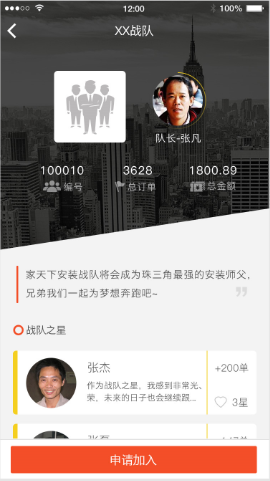 12:00
100%
XX战队
队长-张凡
100010 3628 1800.89
编号 总订单 总金额
家天下安装战队将会成为珠三角最强的安装师父,
兄弟我们一起为梦想奔跑吧~
战队之星
张杰 +200单
作为战队之星，我感到非常光、
荣，未来的日子也会继续跟... 3星
申请加入